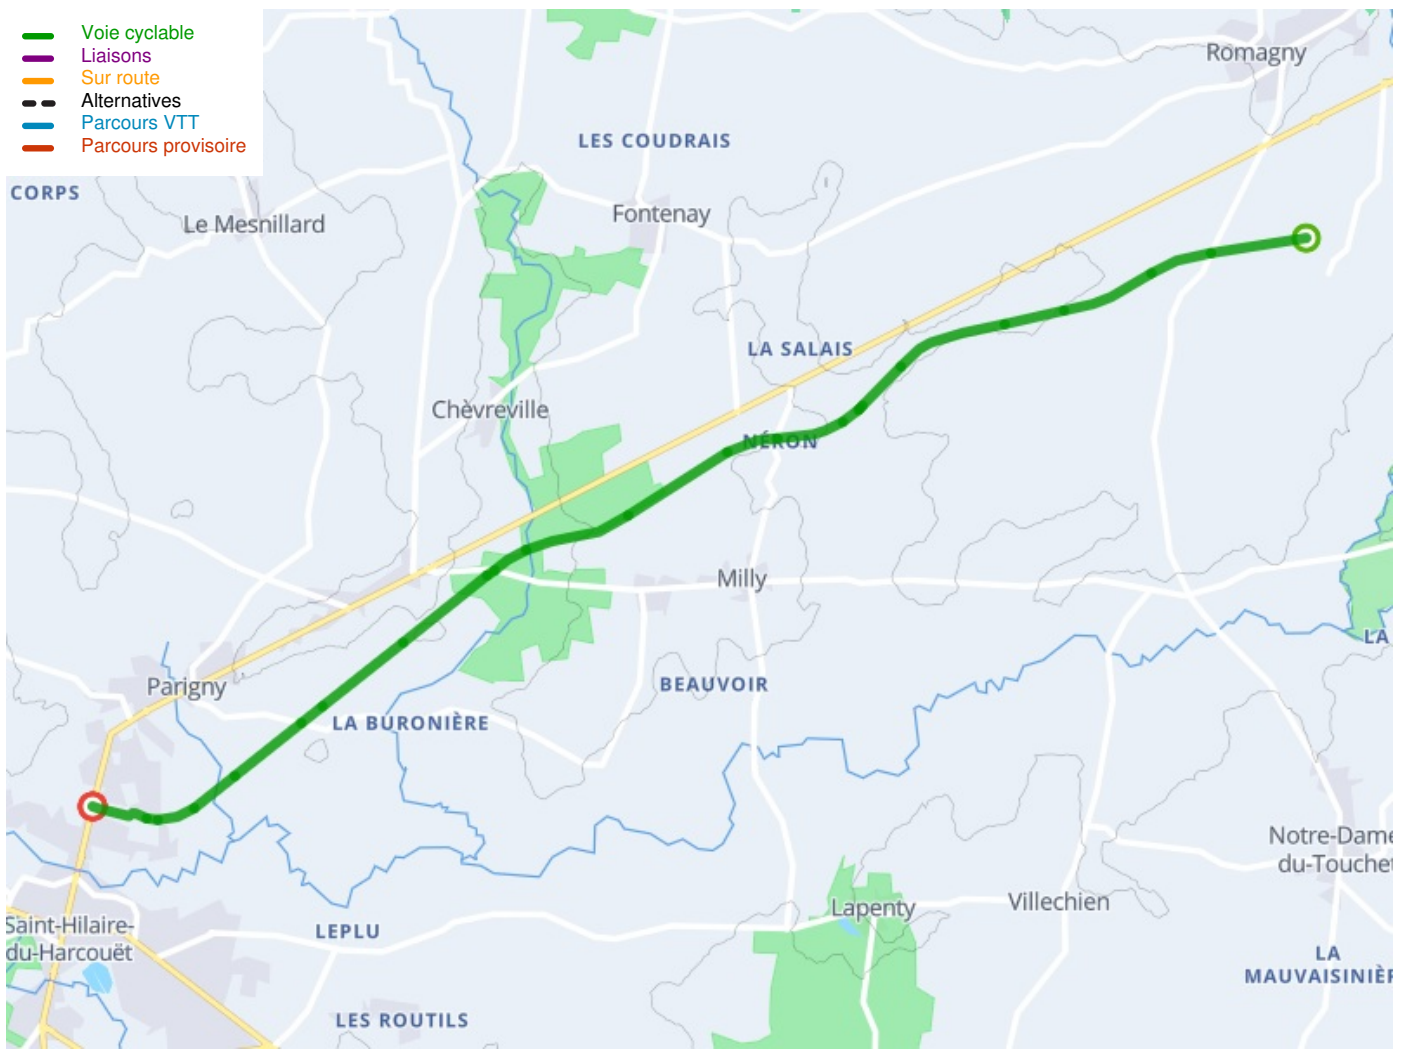 Voie cyclable
Liaisons
Sur route
Alternatives
Parcours VTT
Parcours provisoire
Romagny
LES COUDRAIS
CORPS
Le Mesnillard
Fontenay
LA SALAIS
Chèvreville
NÉRON
Milly
LA
Parigny
BEAUVOIR
LA BURONIÈRE
Notre-Dame
du-Touchet
Villechien
Lapenty
Saint-Hilaire-
du-Harcouët
LEPLU
LA
MAUVAISINIÈR
LES ROUTILS